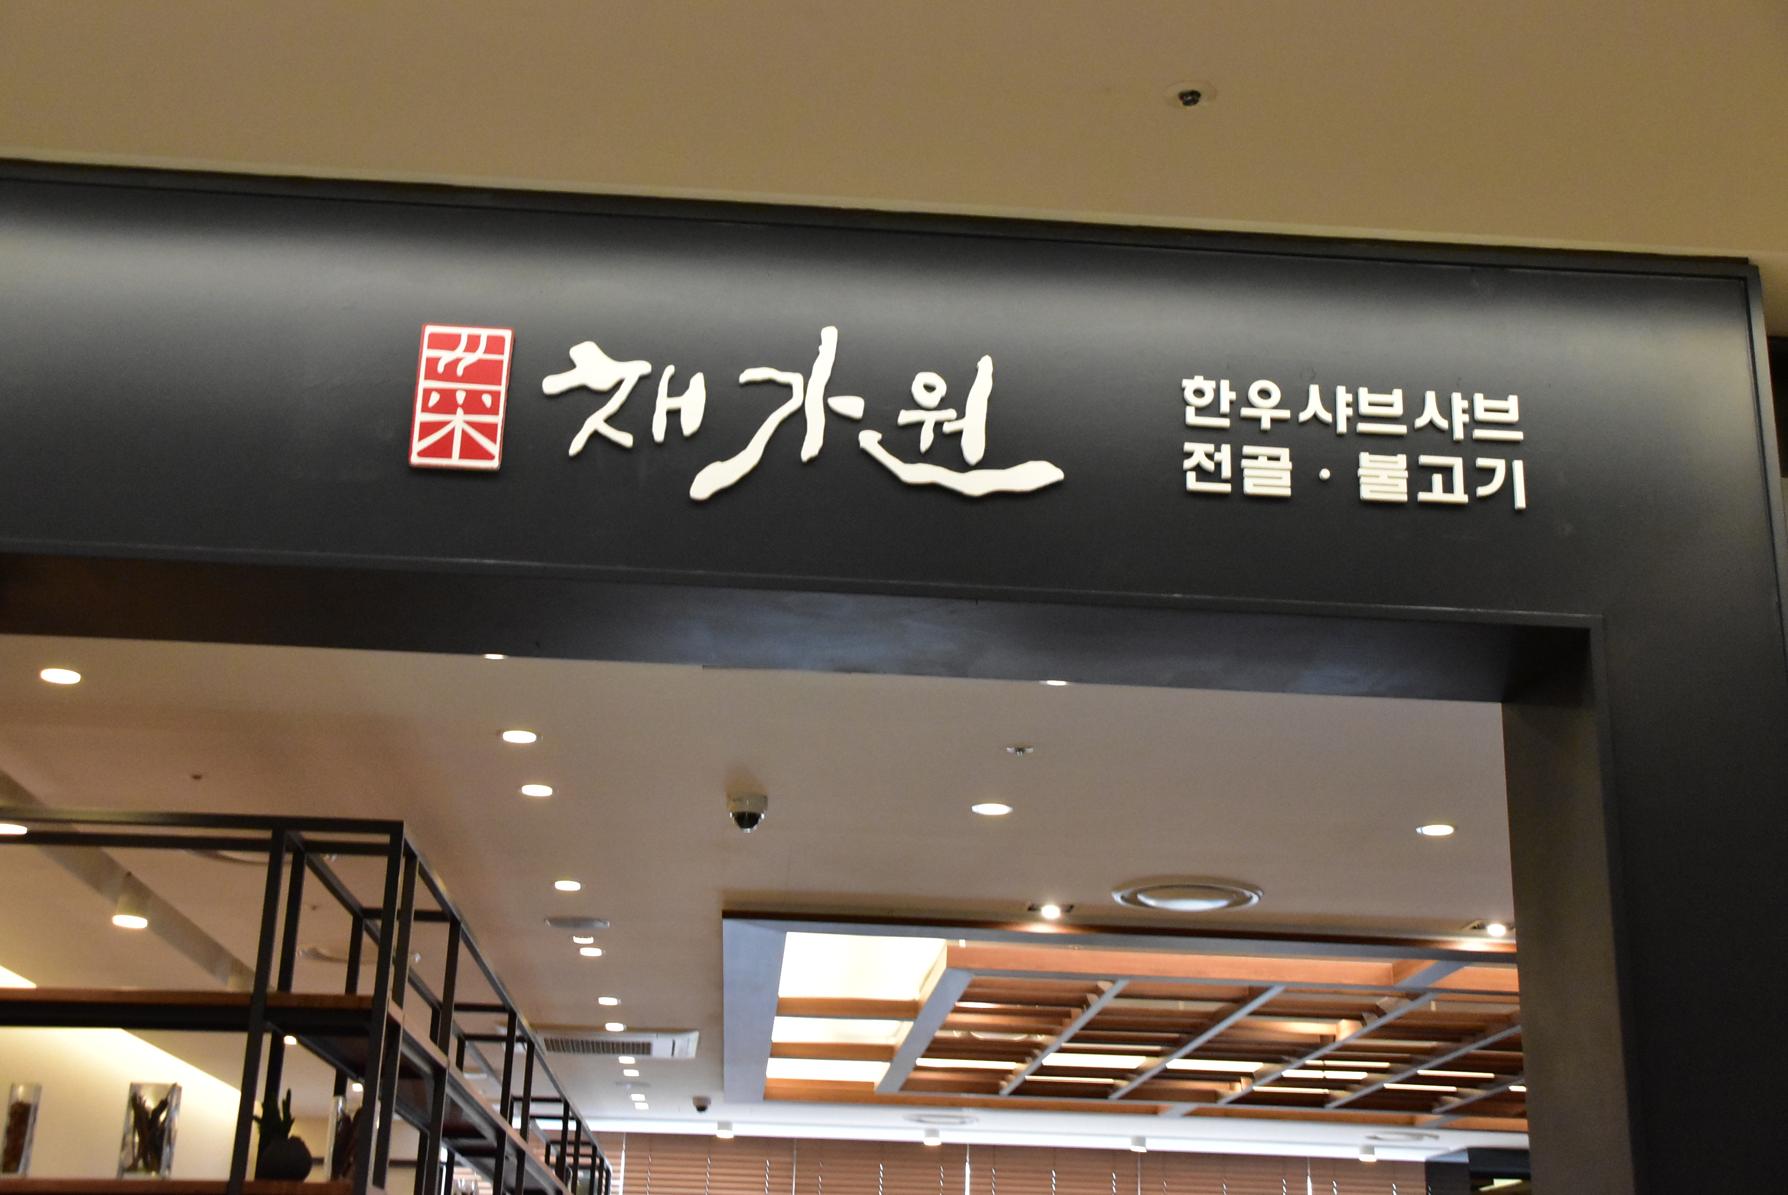 菜 채가원
한우샤브샤브
전골 · 불고기